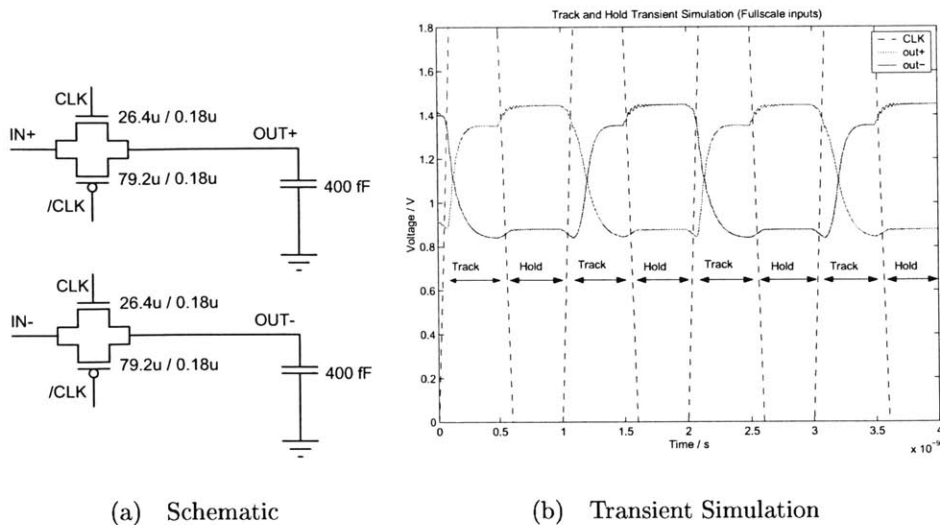 CLK
26.4u / 0.18u
IN+
OUT+
79.2u / 0.18u
400 fF
/CLK
CLK
26.4u / 0.18u
IN-
OUT-
79.2u / 0.18u
400 fF
/CLK
(a) Schematic
Track and Hold Transient Simulation (Fullscale inputs)
CLK
out+
out−
Voltage / V
1.8
1.6
1.4
1.2
1
0.8
0.6
0.4
0.2
0
Track Hold Track Hold Track Hold Track Hold
0 0.5 1 1.5 2 2.5 3 3.5 4
Time / s
x 10⁻⁹
(b) Transient Simulation